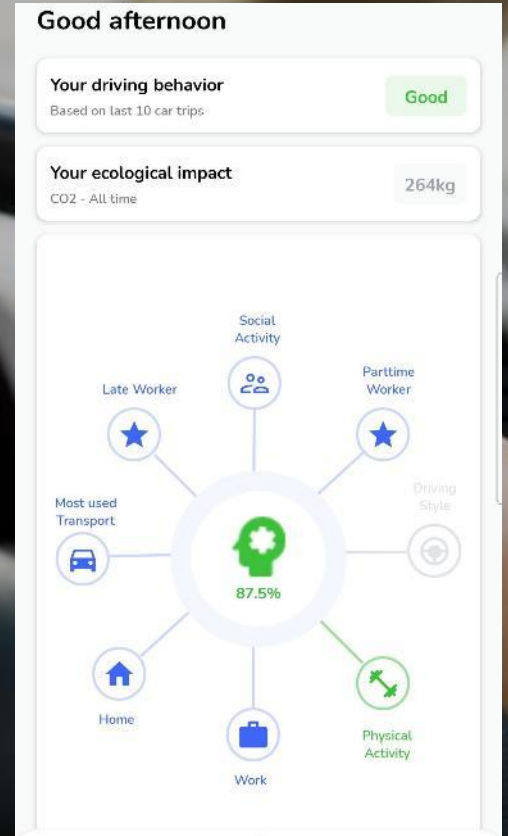 Good afternoon
Your driving behavior
Based on last 10 car trips
Good
Your ecological impact
CO2 - All time
264kg
Social
Activity
Late Worker
Parttime
Worker
Most used
Transport
Driving
Style
87.5%
Home
Work
Physical
Activity